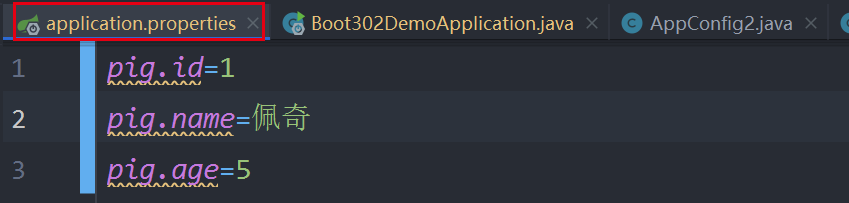 application.properties × Boot302DemoApplication.java × AppConfig2.java ×
1 pig.id=1
2 pig.name=佩奇
3 pig.age=5